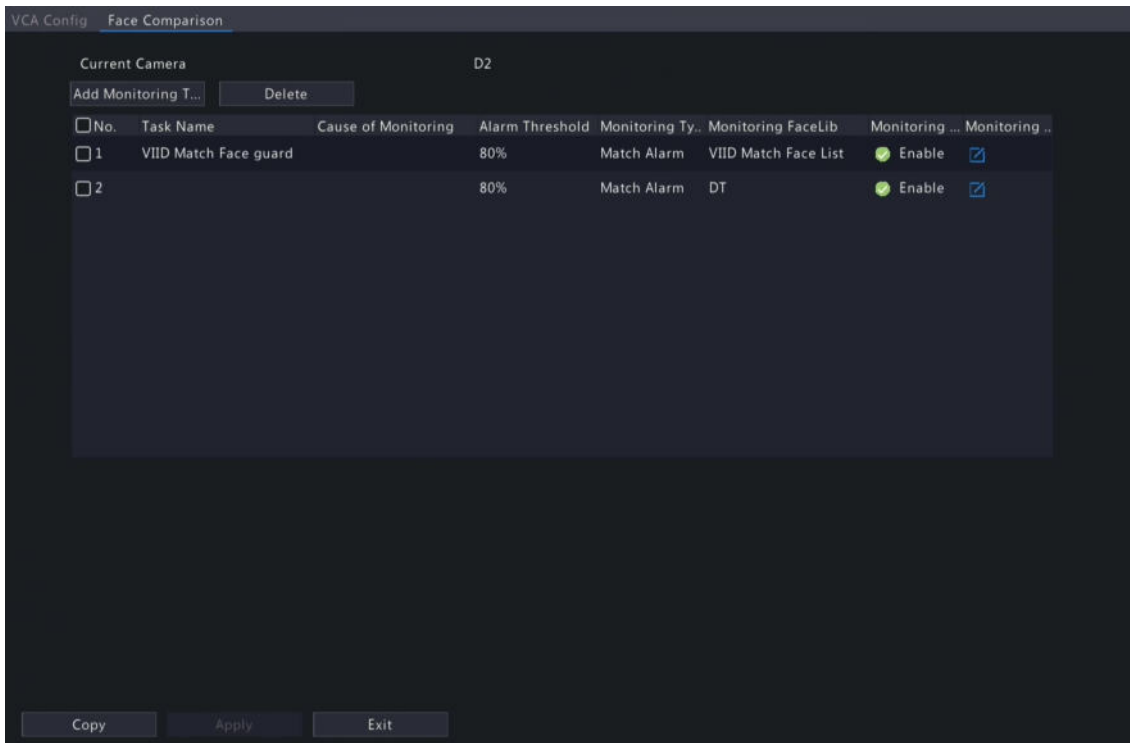 VCA Config Face Comparison
Current Camera D2
Add Monitoring T... Delete
No. Task Name Cause of Monitoring Alarm Threshold Monitoring Ty.. Monitoring FaceLib Monitoring ... Monitoring ..
1 VIID Match Face guard 80% Match Alarm VIID Match Face List Enable
2 80% Match Alarm DT Enable
Copy Apply Exit